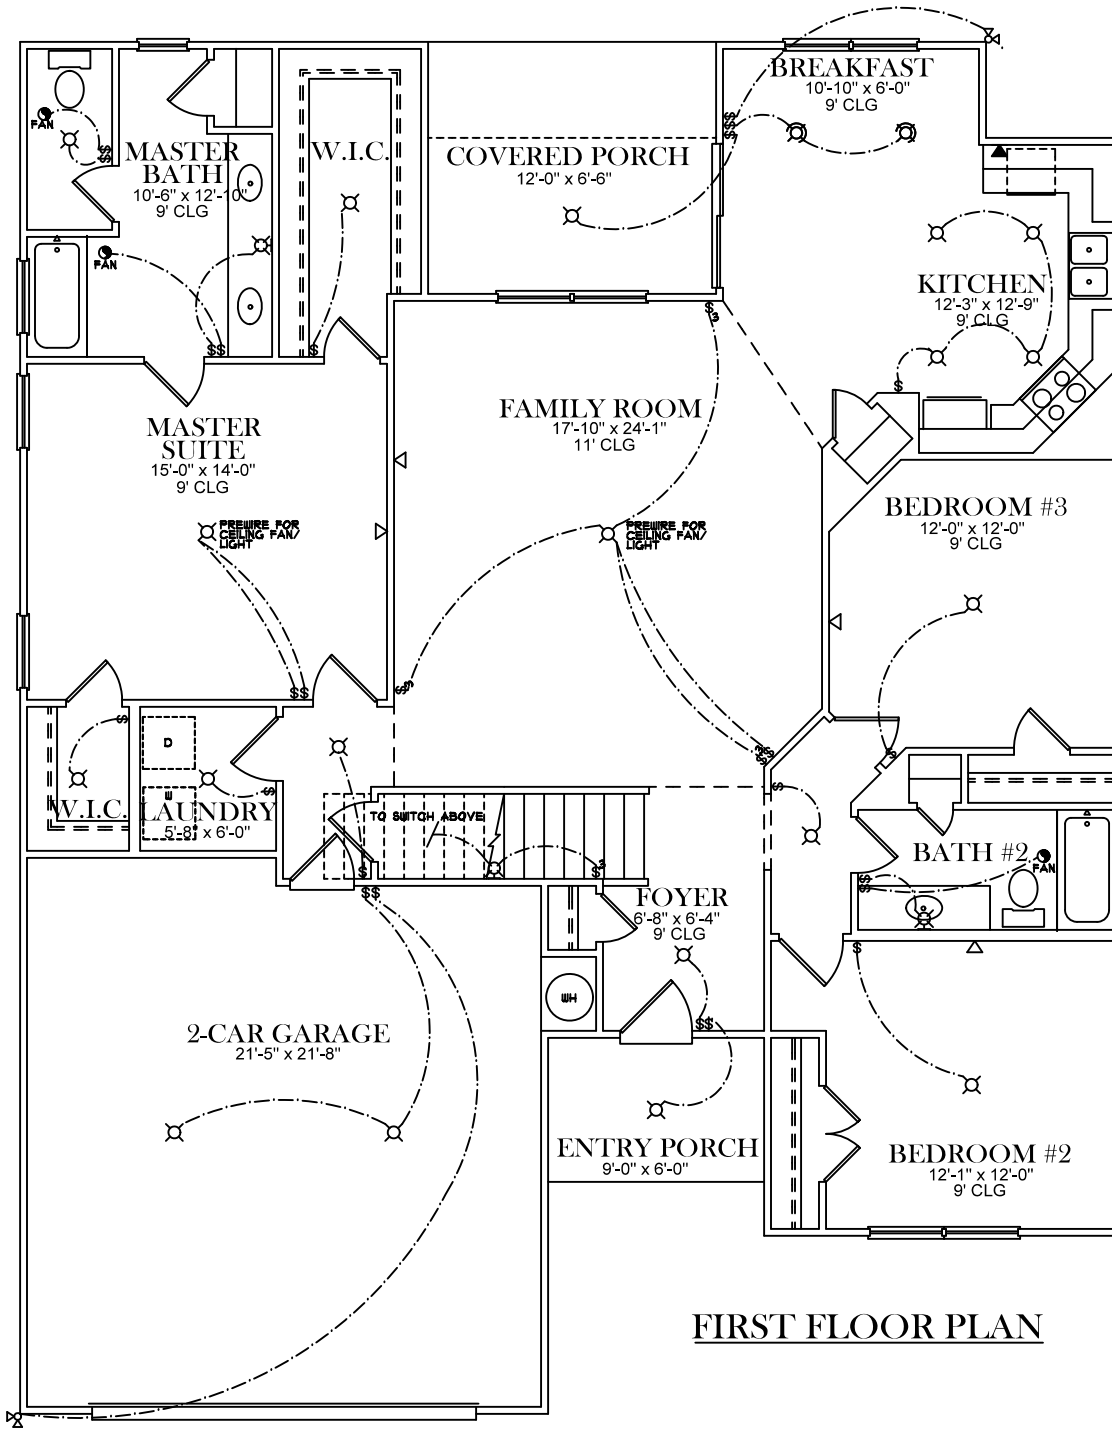 BREAKFAST
10'-10" x 6'-0"
9' CLG
FAN
MASTER
BATH
10'-6" x 12'-10"
9' CLG
FAN
W.I.C.
COVERED PORCH
12'-0" x 6'-6"
KITCHEN
12'-3" x 12'-9"
9' CLG
$
$
$
$
$
$
$
$
$
$3
$
MASTER
SUITE
15'-0" x 14'-0"
9' CLG
FAMILY ROOM
17'-10" x 24'-1"
11' CLG
PREWIRE FOR
CEILING FAN/
LIGHT
PREWIRE FOR
CEILING FAN/
LIGHT
BEDROOM #3
12'-0" x 12'-0"
9' CLG
$$
$3
$
$3
$
$
D
W
W.I.C.
LAUNDRY
5'-8" x 6'-0"
$
$
TO SWITCH ABOVE
$3
$
$$
BATH #2
FAN
$
$
FOYER
6'-8" x 6'-4"
9' CLG
WH
$$
$
2-CAR GARAGE
21'-5" x 21'-8"
ENTRY PORCH
9'-0" x 6'-0"
BEDROOM #2
12'-1" x 12'-0"
9' CLG
FIRST FLOOR PLAN